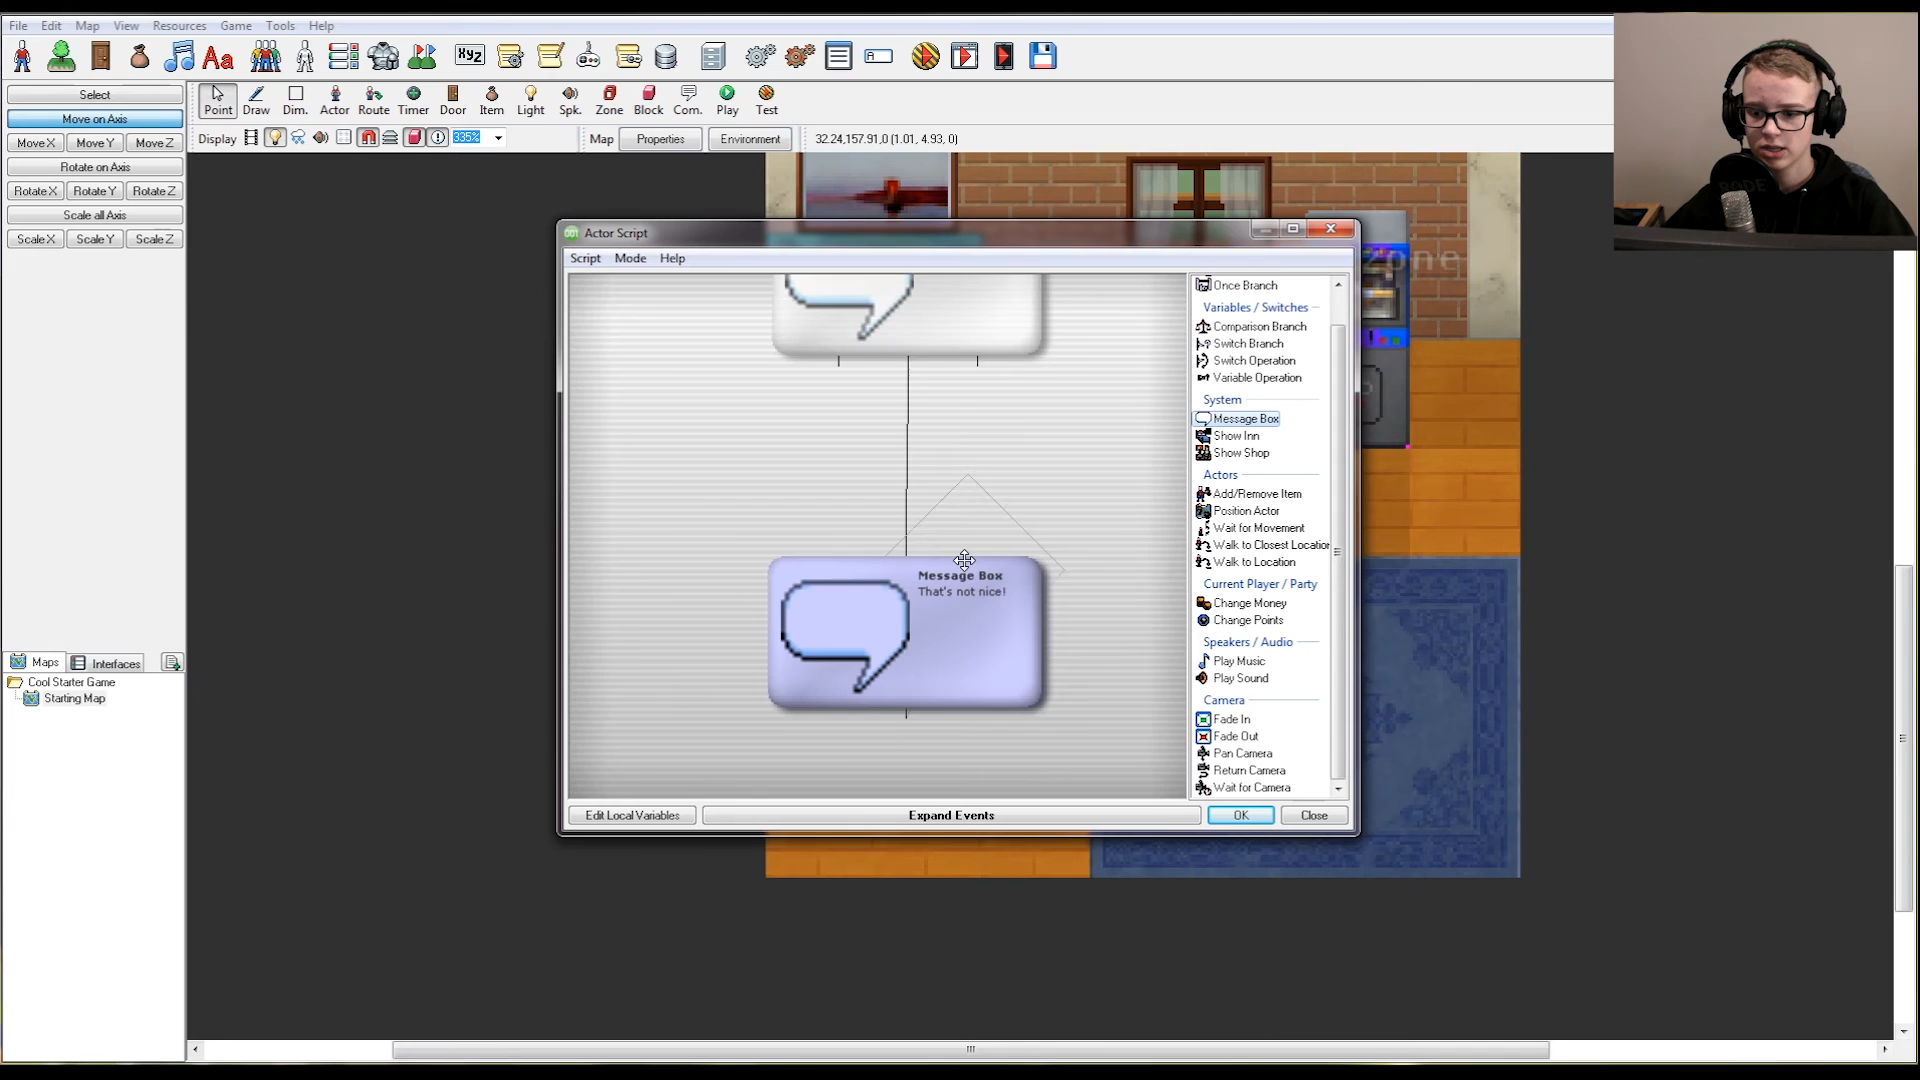 File Edit Map View Resources Game Tools Help
Aa Xyz A
Select
Move on Axis
Move X Move Y Move Z
Rotate on Axis
Rotate X Rotate Y Rotate Z
Scale all Axis
Scale X Scale Y Scale Z
Point Draw Dim. Actor Route Timer Door Item Light Spk. Zone Block Com. Play Test
Display 335% Map Properties Environment 32.24,157.91,0 (1.01, 4.93, 0)
RODE
zone
Actor Script
Script Mode Help
Message Box
That's not nice!
Once Branch
Variables / Switches
Comparison Branch
Switch Branch
Switch Operation
Variable Operation
System
Message Box
Show Inn
Show Shop
Actors
Add/Remove Item
Position Actor
Wait for Movement
Walk to Closest Location
Walk to Location
Current Player / Party
Change Money
Change Points
Speakers / Audio
Play Music
Play Sound
Camera
Fade In
Fade Out
Pan Camera
Return Camera
Wait for Camera
Edit Local Variables Expand Events OK Close
Maps Interfaces
Cool Starter Game
Starting Map